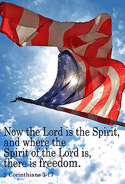 Now the Lord is the Spirit,
and where the
Spirit of the Lord is,
there is freedom.
2 Corinthians 3:17